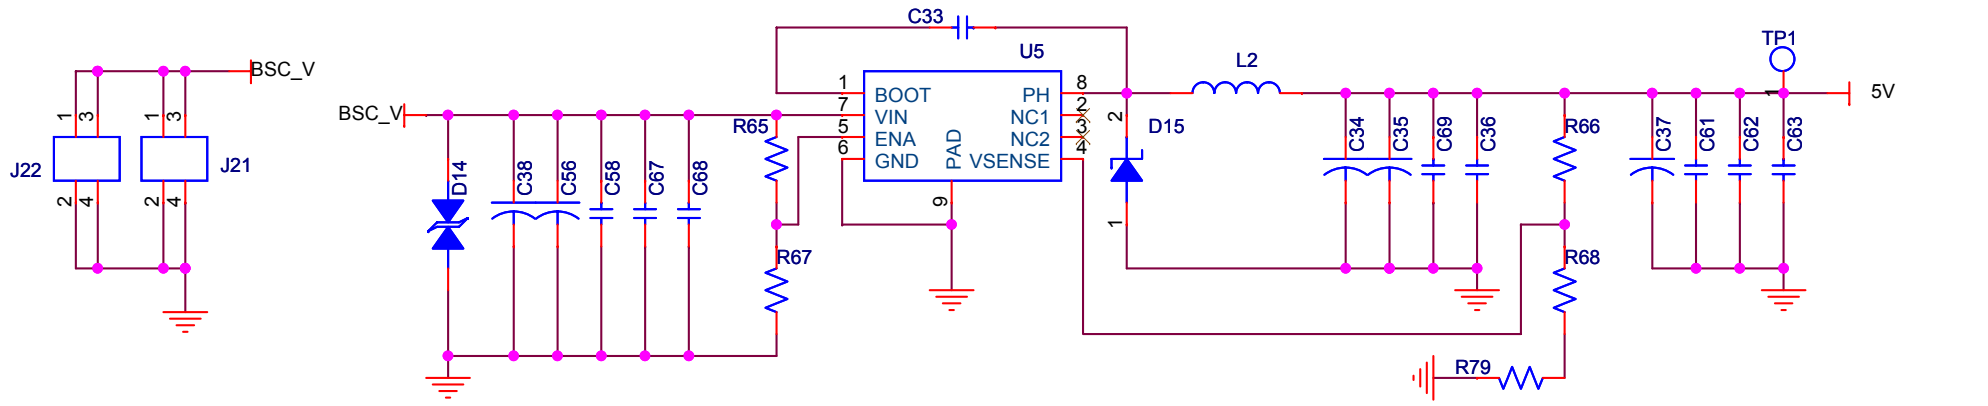 C33
U5
TP1
L2
BSC_V
1
3
J22
2
4
1
3
J21
2
4
BSC_V
D14
C38
C56
C58
C67
C68
R65
R67
1
7
5
6
BOOT
VIN
ENA
GND
PAD
9
PH
NC1
NC2
VSENSE
8
2
3
4
2
D15
1
C34
C35
C69
C36
R66
R68
R79
C37
C61
C62
C63
1
5V